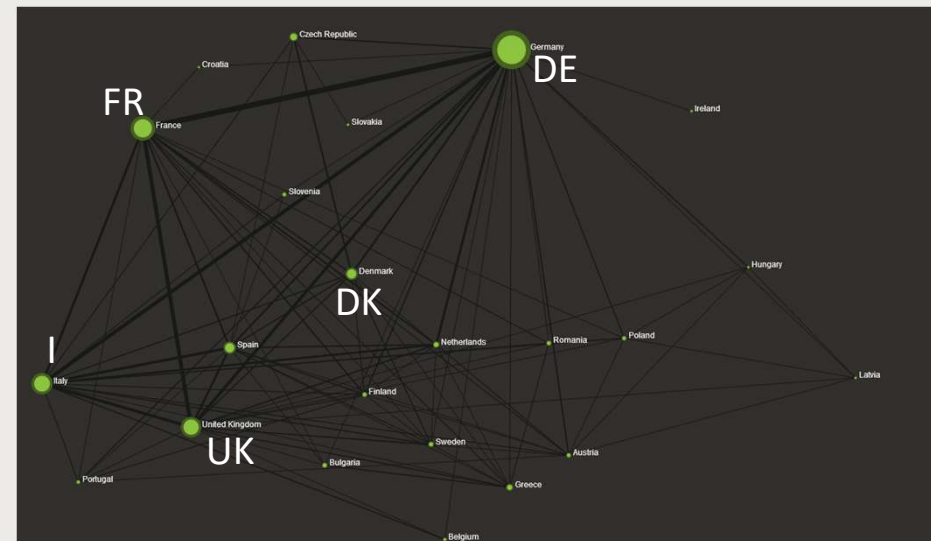 Czech Republic
Germany
DE
Croatia
FR
France
Ireland
Slovakia
Slovenia
Hungary
Denmark
DK
I
Spain
Netherlands
Romania
Poland
Italy
Latvia
Finland
United Kingdom
UK
Sweden
Austria
Bulgaria
Portugal
Greece
Belgium